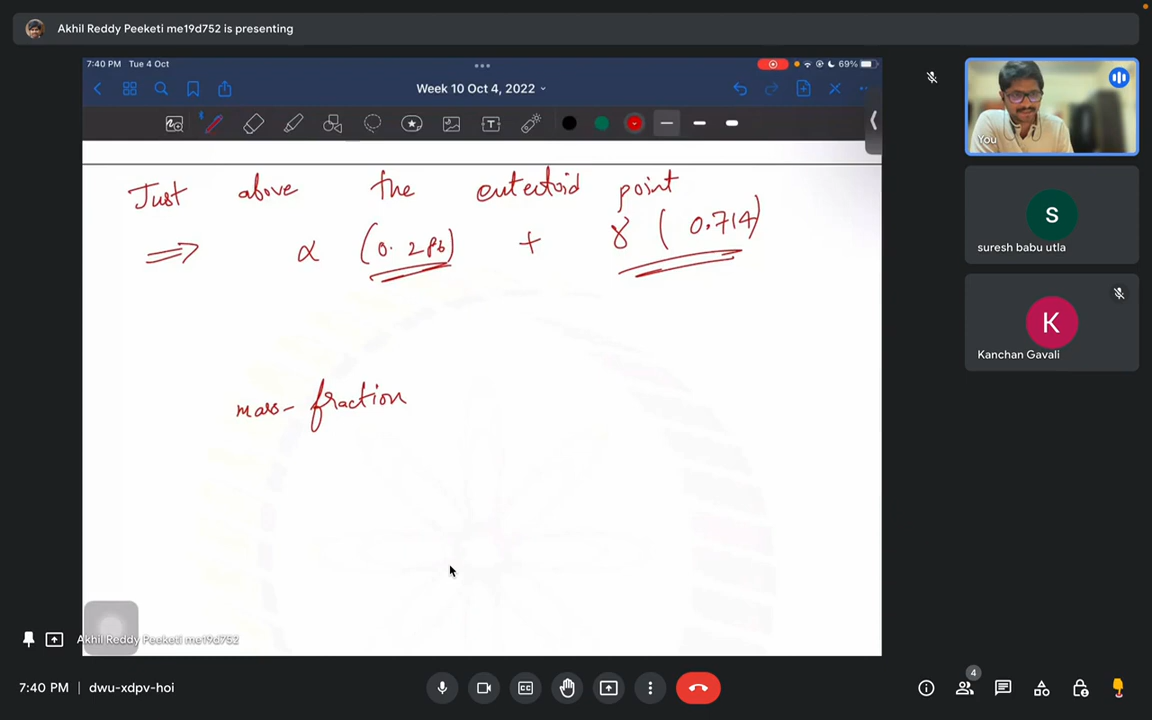 Akhil Reddy Peeketi me19d752 is presenting
7:40 PM Tue 4 Oct
69%
Week 10 Oct 4, 2022
Just above the eutectoid point
⇒ α (0.286) + γ (0.714)
mass-fraction
Akhil Reddy Peeketi me19d752
You
S
suresh babu utla
K
Kanchan Gavali
7:40 PM | dwu-xdpv-hoi
4